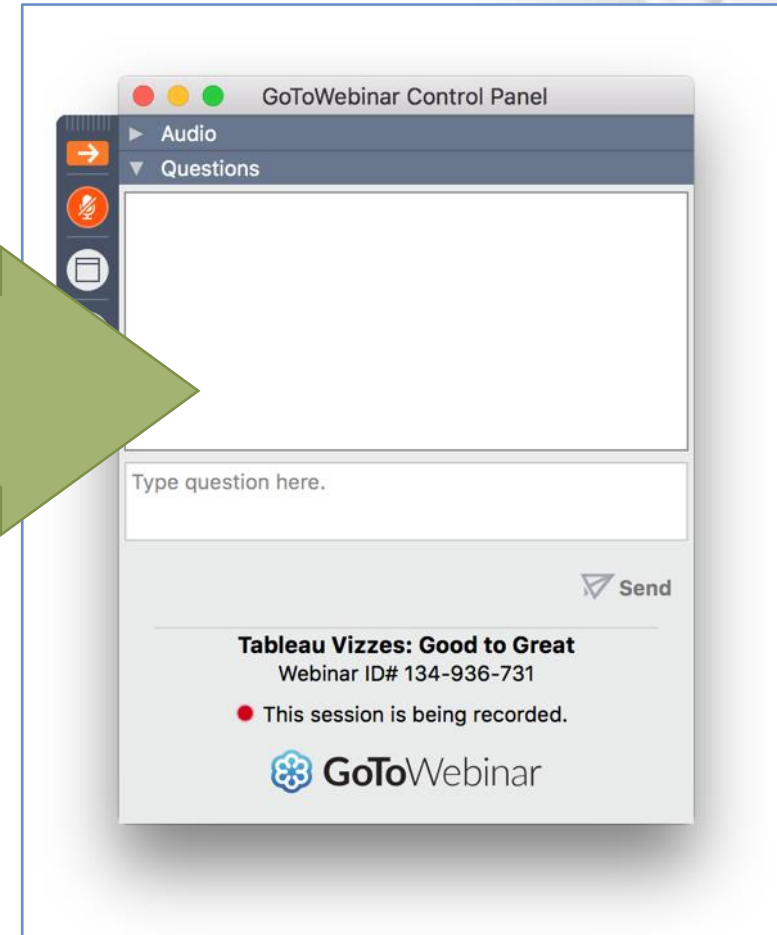 GoToWebinar Control Panel
Audio
Questions
Type question here.
Send
Tableau Vizzes: Good to Great
Webinar ID# 134-936-731
This session is being recorded.
GoToWebinar